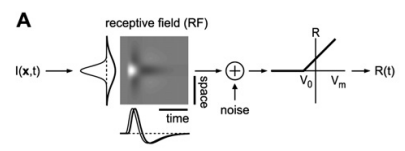 A
receptive field (RF)
I(x,t)
space
time
noise
R
V0
Vm
R(t)